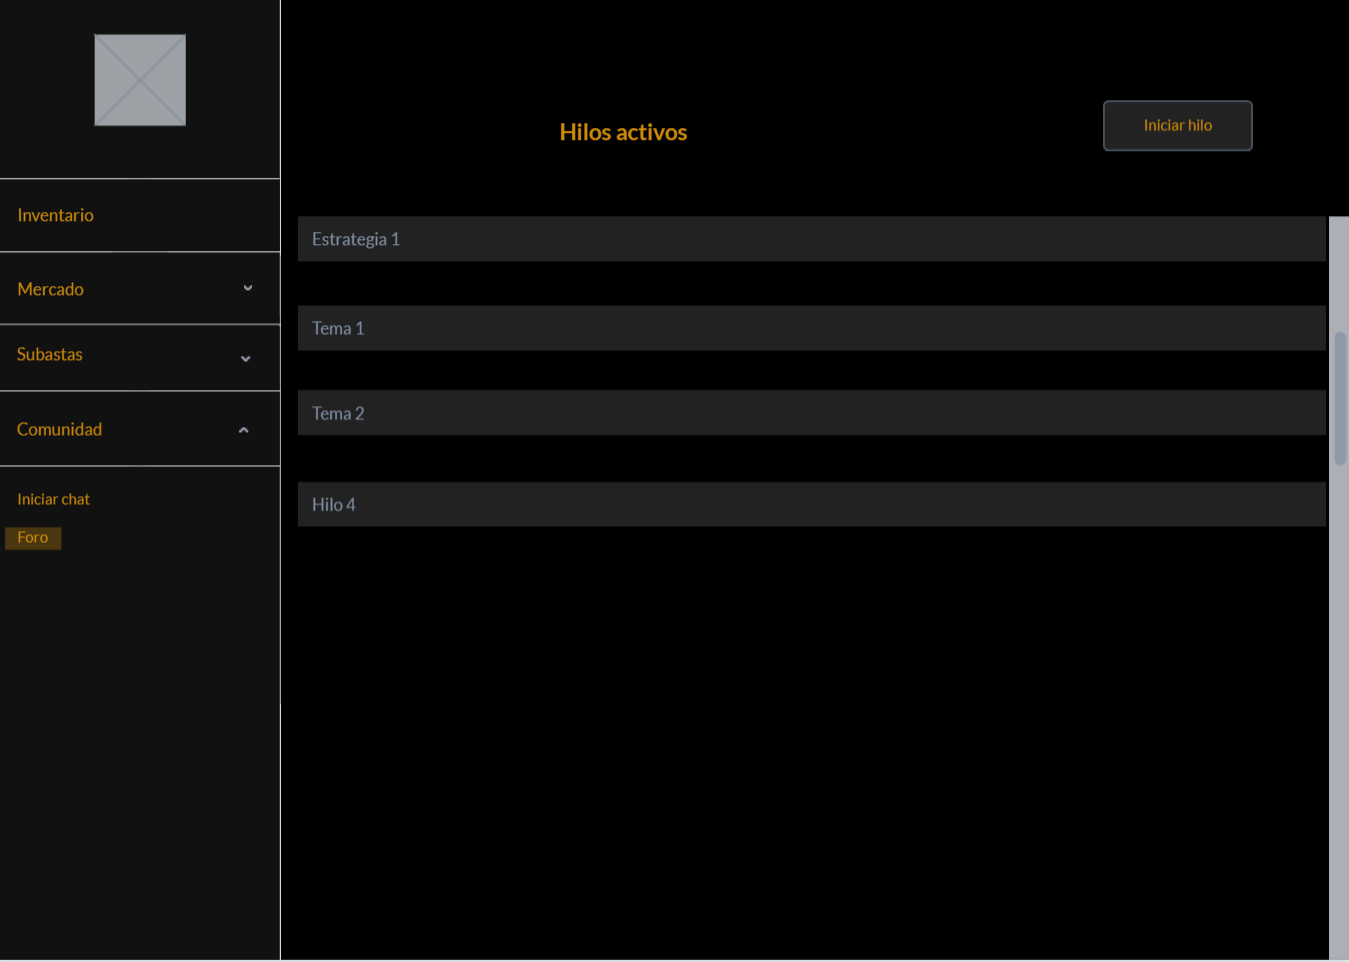 Inventario
Mercado
Subastas
Comunidad
Iniciar chat
Foro
Hilos activos
Iniciar hilo
Estrategia 1
Tema 1
Tema 2
Hilo 4